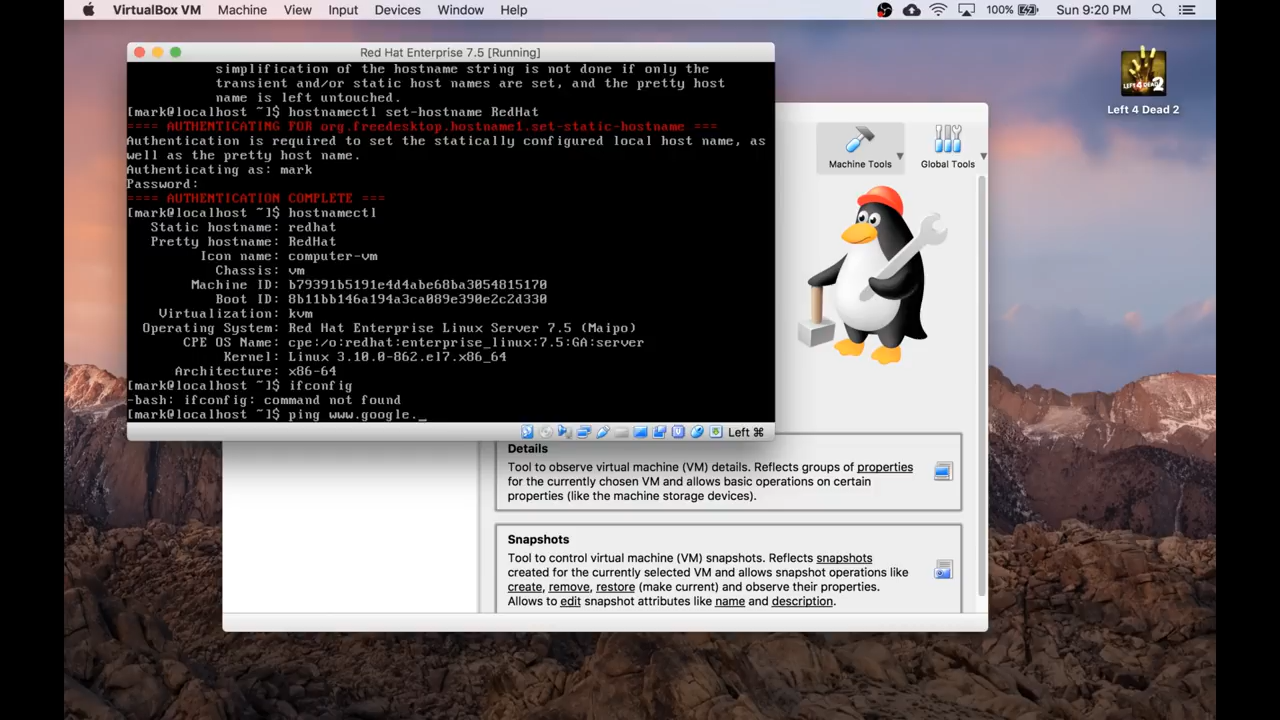 VirtualBox VM Machine View Input Devices Window Help 100% Sun 9:20 PM
Red Hat Enterprise 7.5 [Running]
simplification of the hostname string is not done if only the
transient and/or static host names are set, and the pretty host
name is left untouched.
[mark@localhost ~]$ hostnamectl set-hostname RedHat
==== AUTHENTICATING FOR org.freedesktop.hostname1.set-static-hostname ===
Authentication is required to set the statically configured local host name, as
well as the pretty host name.
Authenticating as: mark
Password:
==== AUTHENTICATION COMPLETE ===
[mark@localhost ~]$ hostnamectl
Static hostname: redhat
Pretty hostname: RedHat
Icon name: computer-vm
Chassis: vm
Machine ID: b79391b5191e4d4abe68ba3054815170
Boot ID: 8b11bb146a194a3ca089e390e2c2d330
Virtualization: kvm
Operating System: Red Hat Enterprise Linux Server 7.5 (Maipo)
CPE OS Name: cpe:/o:redhat:enterprise_linux:7.5:GA:server
Kernel: Linux 3.10.0-862.el7.x86_64
Architecture: x86-64
[mark@localhost ~]$ ifconfig
-bash: ifconfig: command not found
[mark@localhost ~]$ ping www.google._
Left ⌘
LEFT 4 DEAD 2
Left 4 Dead 2
Machine Tools
Global Tools
Details
Tool to observe virtual machine (VM) details. Reflects groups of properties
for the currently chosen VM and allows basic operations on certain
properties (like the machine storage devices).
Snapshots
Tool to control virtual machine (VM) snapshots. Reflects snapshots
created for the currently selected VM and allows snapshot operations like
create, remove, restore (make current) and observe their properties.
Allows to edit snapshot attributes like name and description.